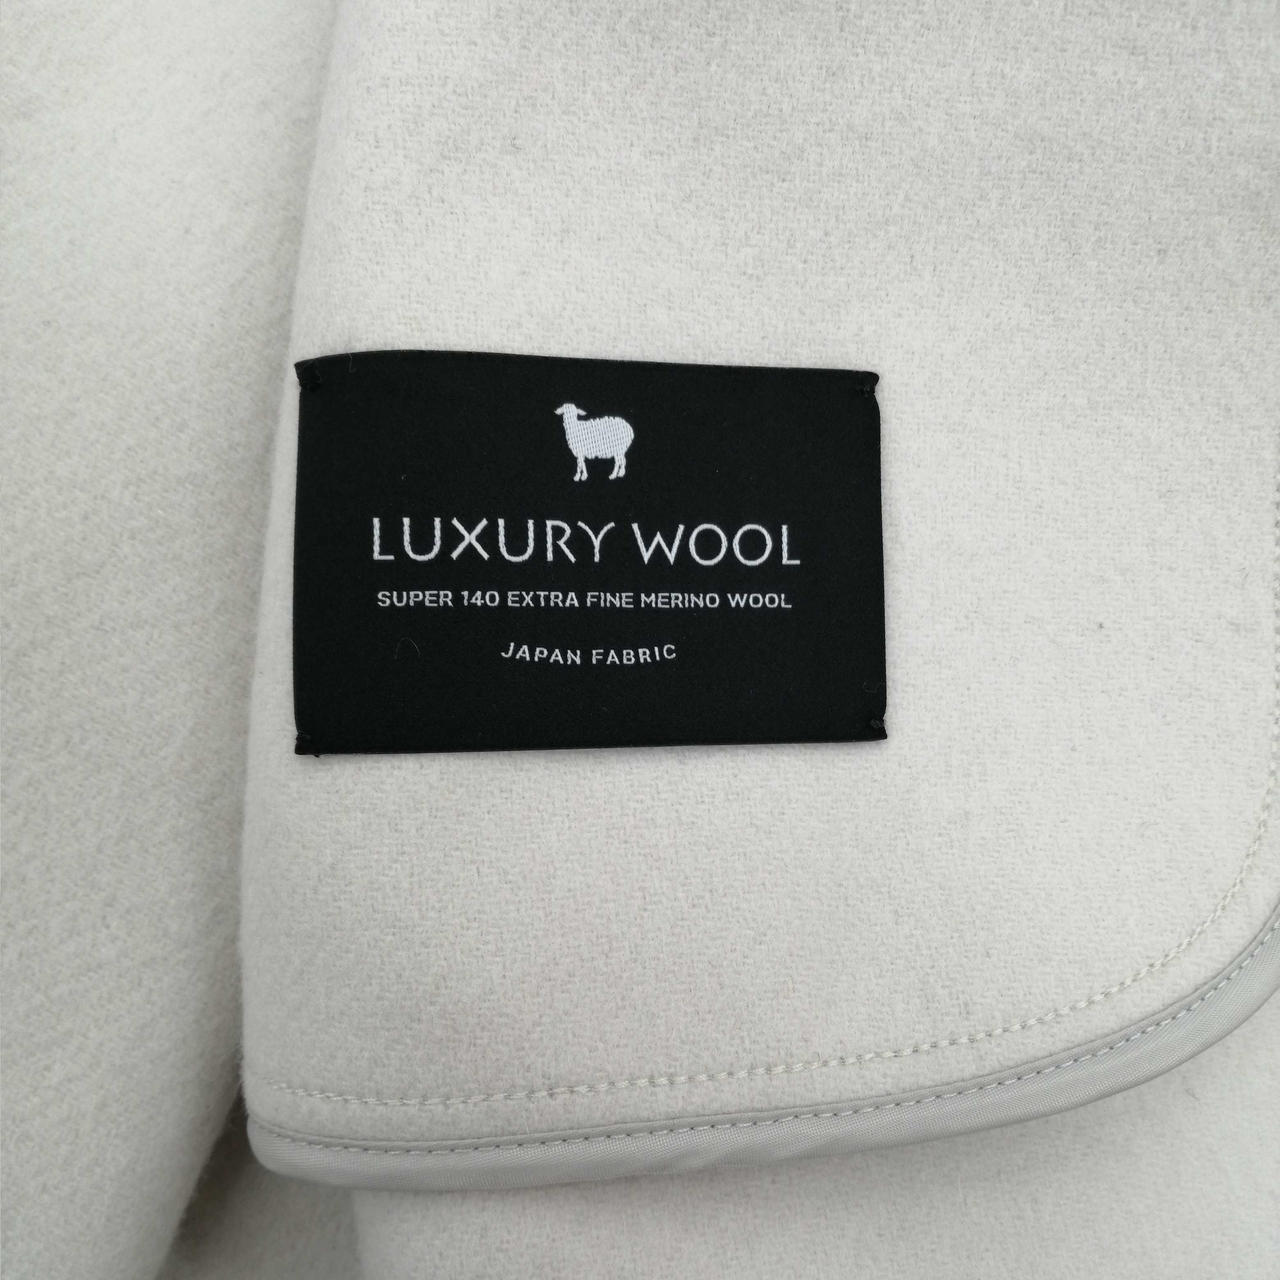 LUXURY WOOL
SUPER 140 EXTRA FINE MERINO WOOL
JAPAN FABRIC